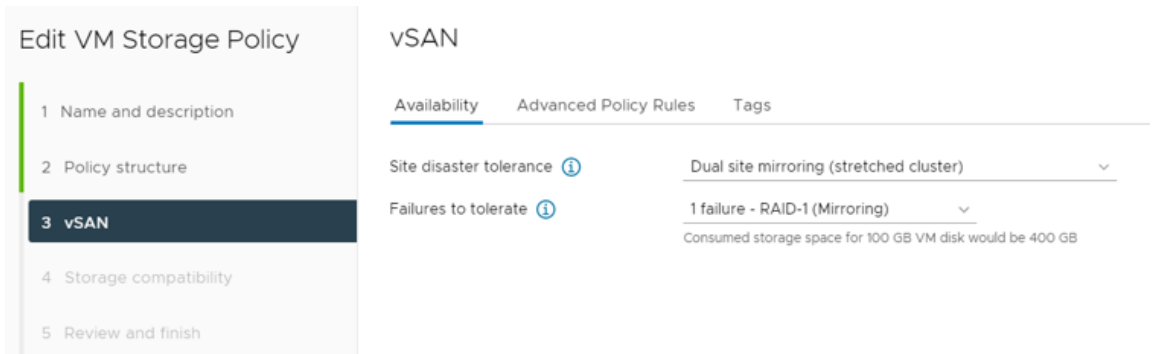 Edit VM Storage Policy
1 Name and description
2 Policy structure
3 vSAN
4 Storage compatibility
5 Review and finish
vSAN
Availability Advanced Policy Rules Tags
Site disaster tolerance Dual site mirroring (stretched cluster)
Failures to tolerate 1 failure - RAID-1 (Mirroring)
Consumed storage space for 100 GB VM disk would be 400 GB